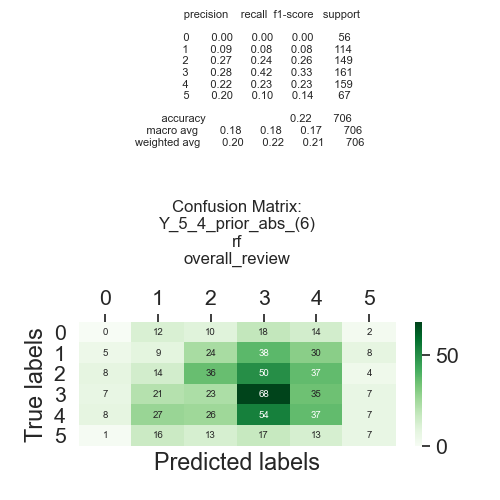 precision recall f1-score support
0 0.00 0.00 0.00 56
1 0.09 0.08 0.08 114
2 0.27 0.24 0.26 149
3 0.28 0.42 0.33 161
4 0.22 0.23 0.23 159
5 0.20 0.10 0.14 67
accuracy 0.22 706
macro avg 0.18 0.18 0.17 706
weighted avg 0.20 0.22 0.21 706
Confusion Matrix:
Y_5_4_prior_abs_(6)
rf
overall_review
0 1 2 3 4 5
0 0 12 10 18 14 2
1 5 9 24 38 30 8
2 8 14 36 50 37 4
3 7 21 23 68 35 7
4 8 27 26 54 37 7
5 1 16 13 17 13 7
True labels
Predicted labels
50
0